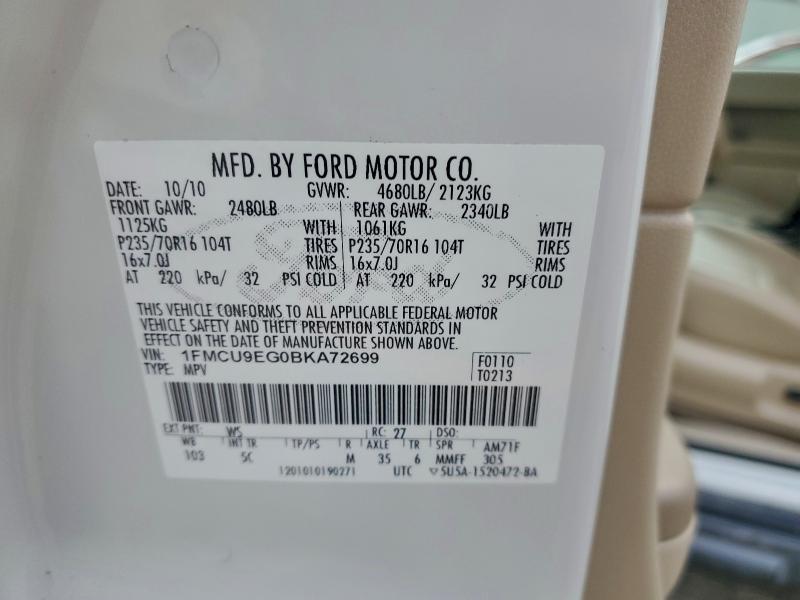 MFD. BY FORD MOTOR CO.
DATE: 10/10 GVWR: 4680LB/ 2123KG
FRONT GAWR: 2480LB REAR GAWR: 2340LB
1125KG WITH 1061KG WITH
P235/70R16 104T TIRES P235/70R16 104T TIRES
16x7.0J RIMS 16x7.0J RIMS
AT 220 kPa/ 32 PSI COLD AT 220 kPa/ 32 PSI COLD
THIS VEHICLE CONFORMS TO ALL APPLICABLE FEDERAL MOTOR
VEHICLE SAFETY AND THEFT PREVENTION STANDARDS IN
EFFECT ON THE DATE OF MANUFACTURE SHOWN ABOVE.
VIN: 1FMCU9EG0BKA72699 F0110
TYPE: MPV T0213
EXT PNT: WS RC: 27 DSO:
WB INT TR TP/PS R AXLE TR SPR AM71F
103 5C M 35 6 MMFF 305
1201010190271 UTC ▽5U5A-1520472-BA